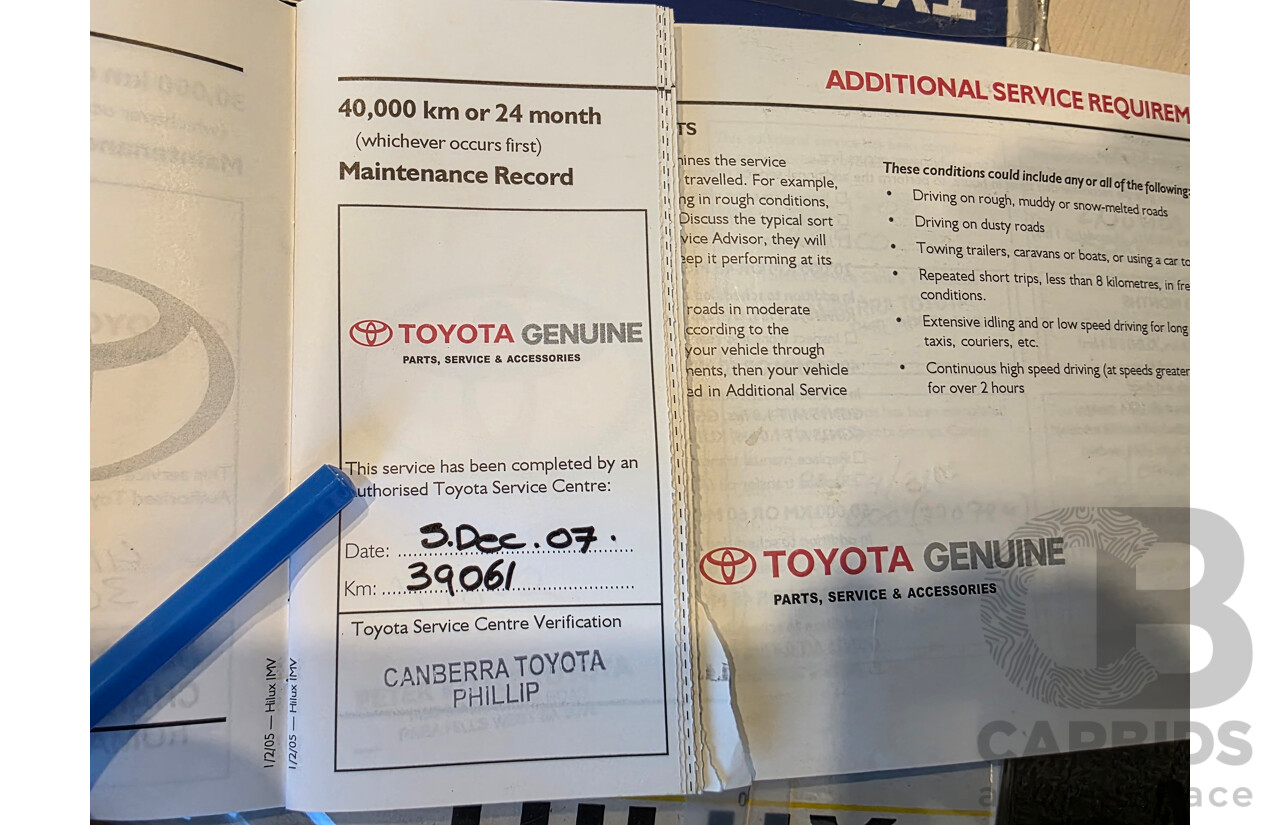 40,000 km or 24 month
(whichever occurs first)
Maintenance Record
TOYOTA GENUINE
PARTS, SERVICE & ACCESSORIES
This service has been completed by an
uthorised Toyota Service Centre:
Date: 3.Dec.07.
Km: 39061
Toyota Service Centre Verification
CANBERRA TOYOTA
PHILLIP
1/2/05 — Hilux IMV
1/2/05 — Hilux IMV
ADDITIONAL SERVICE REQUIREM
TS
ines the service
travelled. For example,
ng in rough conditions,
Discuss the typical sort
vice Advisor, they will
ep it performing at its
roads in moderate
ccording to the
your vehicle through
nents, then your vehicle
ed in Additional Service
These conditions could include any or all of the following:
• Driving on rough, muddy or snow-melted roads
• Driving on dusty roads
• Towing trailers, caravans or boats, or using a car to
• Repeated short trips, less than 8 kilometres, in fre
conditions.
• Extensive idling and or low speed driving for long
taxis, couriers, etc.
• Continuous high speed driving (at speeds greater
for over 2 hours
TOYOTA GENUINE
PARTS, SERVICE & ACCESSORIES
CARBIDS